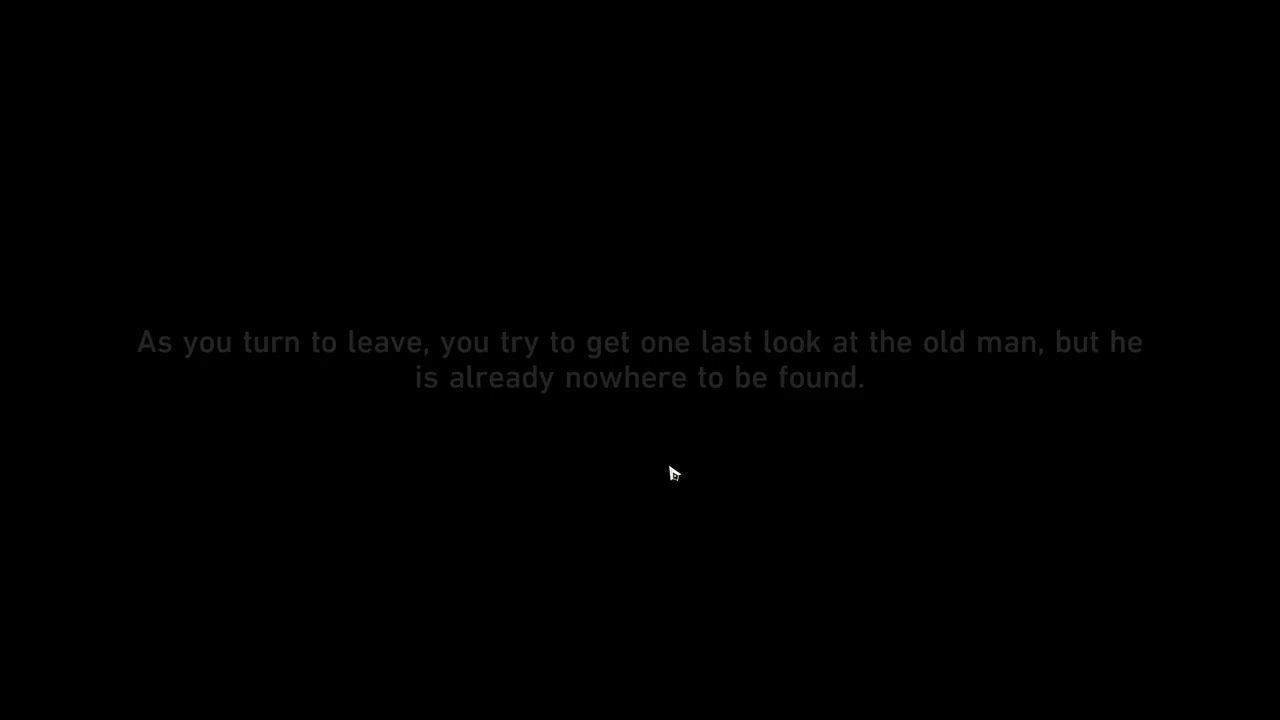 As you turn to leave, you try to get one last look at the old man, but he
is already nowhere to be found.